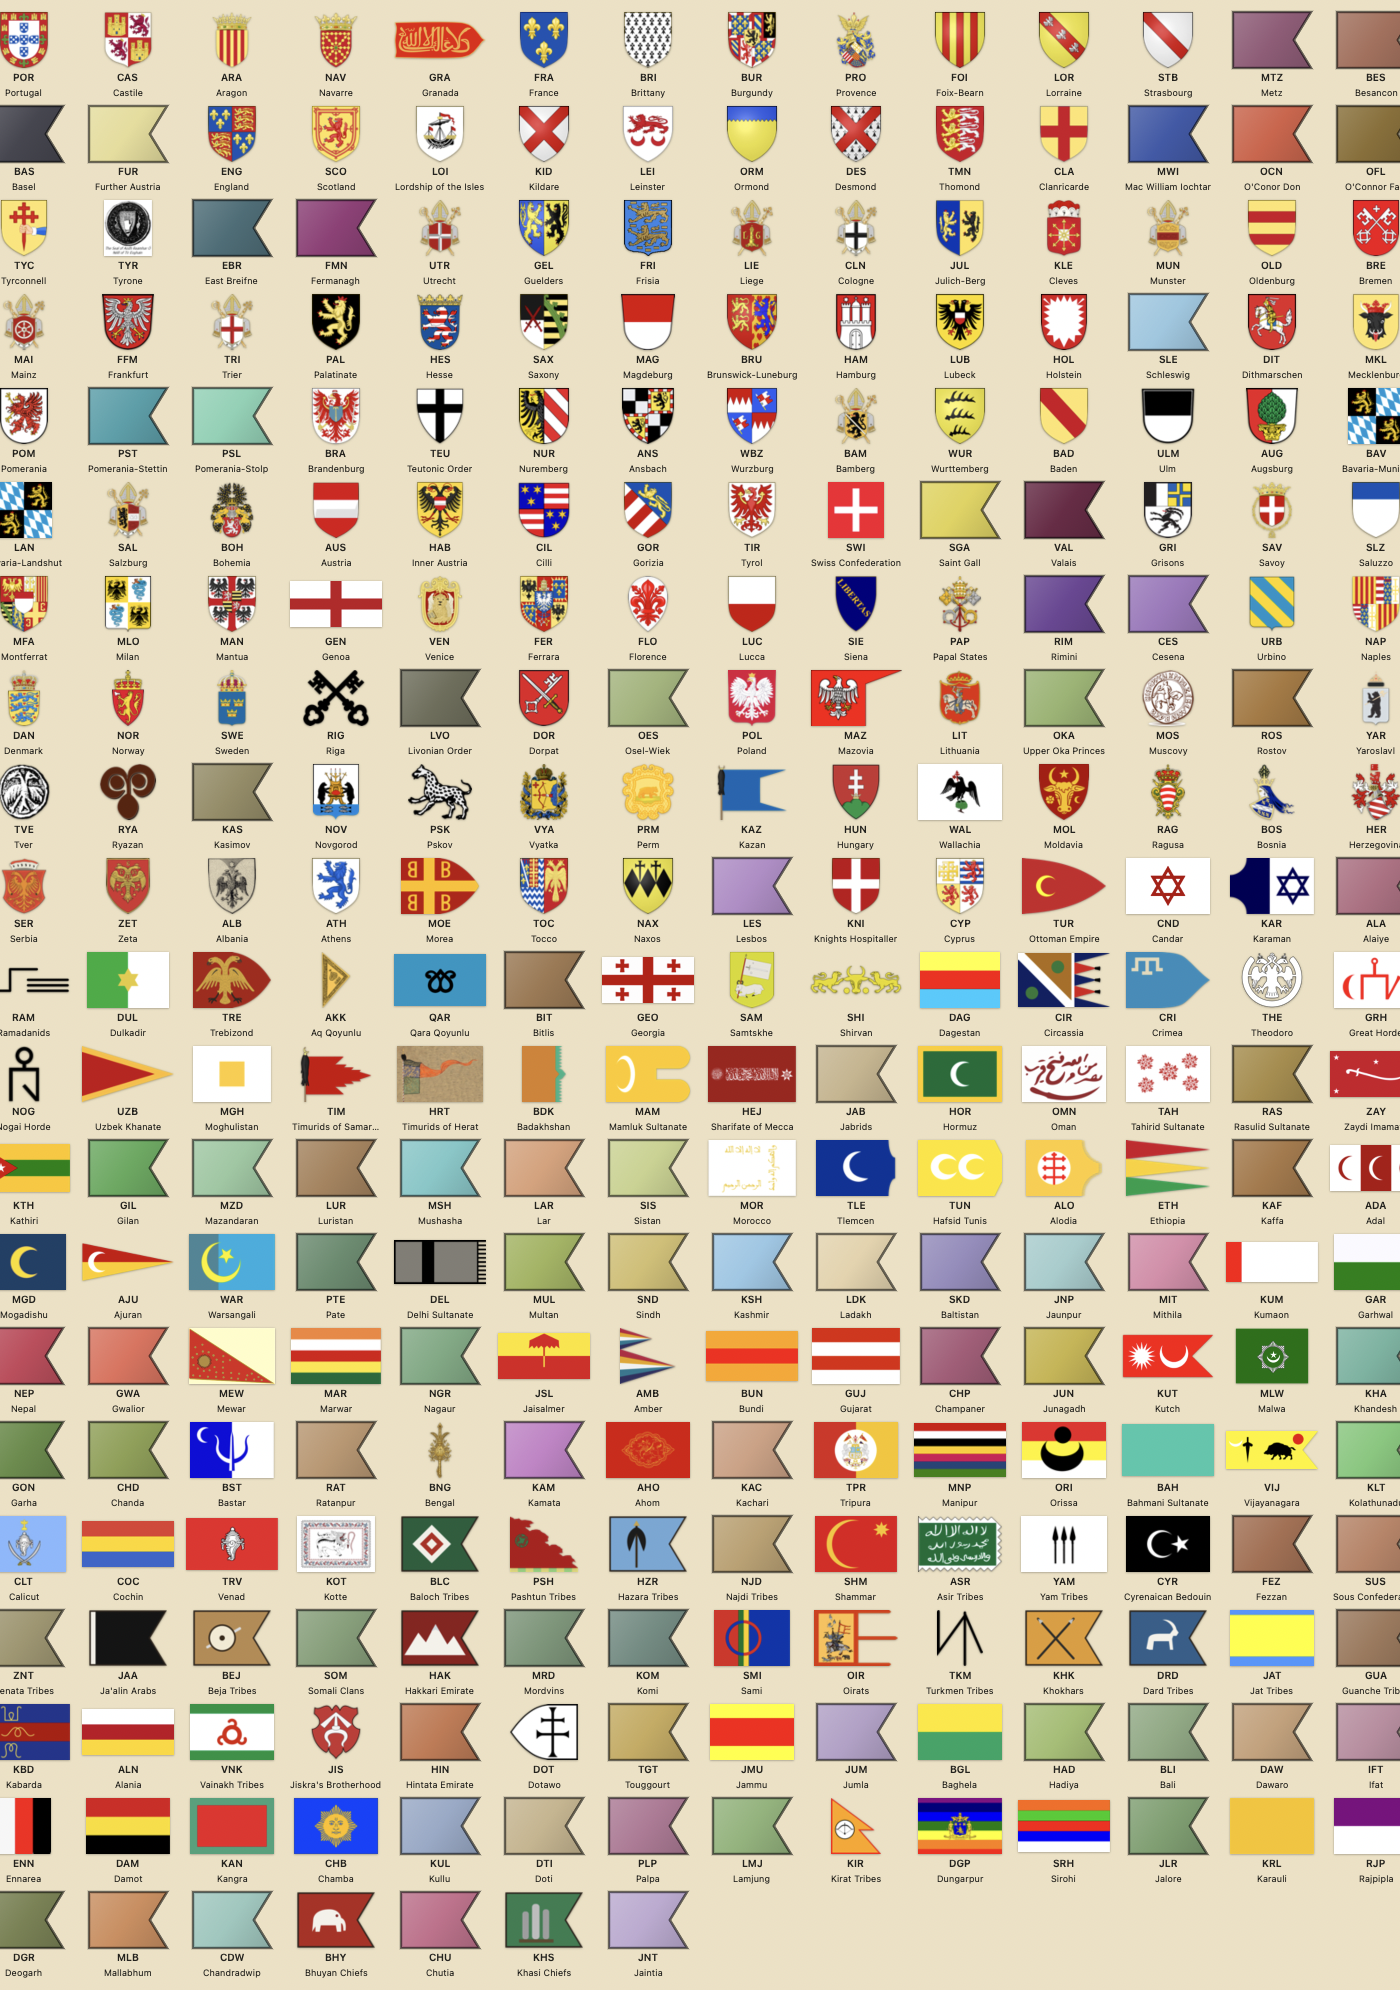 POR CAS ARA NAV GRA FRA BRI BUR PRO FOI LOR STB MTZ BES
Portugal Castile Aragon Navarre Granada France Brittany Burgundy Provence Foix-Bearn Lorraine Strasbourg Metz Besancon
BAS FUR ENG SCO LOI KID LEI ORM DES TMN CLA MWI OCN OFL
Basel Further Austria England Scotland Lordship of the Isles Kildare Leinster Ormond Desmond Thomond Clanricarde Mac William Iochtar O'Conor Don O'Connor Fa
TYC TYR EBR FMN UTR GEL FRI LIE CLN JUL KLE MUN OLD BRE
Tyrconnell Tyrone East Breifne Fermanagh Utrecht Guelders Frisia Liege Cologne Julich-Berg Cleves Munster Oldenburg Bremen
MAI FFM TRI PAL HES SAX MAG BRU HAM LUB HOL SLE DIT MKL
Mainz Frankfurt Trier Palatinate Hesse Saxony Magdeburg Brunswick-Luneburg Hamburg Lubeck Holstein Schleswig Dithmarschen Mecklenbur
POM PST PSL BRA TEU NUR ANS WBZ BAM WUR BAD ULM AUG BAV
Pomerania Pomerania-Stettin Pomerania-Stolp Brandenburg Teutonic Order Nuremberg Ansbach Wurzburg Bamberg Wurttemberg Baden Ulm Augsburg Bavaria-Muni
LAN SAL BOH AUS HAB CIL GOR TIR SWI SGA VAL GRI SAV SLZ
aria-Landshut Salzburg Bohemia Austria Inner Austria Cilli Gorizia Tyrol Swiss Confederation Saint Gall Valais Grisons Savoy Saluzzo
LIBERTAS
MFA MLO MAN GEN VEN FER FLO LUC SIE PAP RIM CES URB NAP
Montferrat Milan Mantua Genoa Venice Ferrara Florence Lucca Siena Papal States Rimini Cesena Urbino Naples
DAN NOR SWE RIG LVO DOR OES POL MAZ LIT OKA MOS ROS YAR
Denmark Norway Sweden Riga Livonian Order Dorpat Osel-Wiek Poland Mazovia Lithuania Upper Oka Princes Muscovy Rostov Yaroslavl
TVE RYA KAS NOV PSK VYA PRM KAZ HUN WAL MOL RAG BOS HER
Tver Ryazan Kasimov Novgorod Pskov Vyatka Perm Kazan Hungary Wallachia Moldavia Ragusa Bosnia Herzegovin
SER ZET ALB ATH MOE TOC NAX LES KNI CYP TUR CND KAR ALA
Serbia Zeta Albania Athens Morea Tocco Naxos Lesbos Knights Hospitaller Cyprus Ottoman Empire Candar Karaman Alaiye
RAM DUL TRE AKK QAR BIT GEO SAM SHI DAG CIR CRI THE GRH
Ramadanids Dulkadir Trebizond Aq Qoyunlu Qara Qoyunlu Bitlis Georgia Samtskhe Shirvan Dagestan Circassia Crimea Theodoro Great Horde
NOG UZB MGH TIM HRT BDK MAM HEJ JAB HOR OMN TAH RAS ZAY
Nogai Horde Uzbek Khanate Moghulistan Timurids of Samar... Timurids of Herat Badakhshan Mamluk Sultanate Sharifate of Mecca Jabrids Hormuz Oman Tahirid Sultanate Rasulid Sultanate Zaydi Imama
KTH GIL MZD LUR MSH LAR SIS MOR TLE TUN ALO ETH KAF ADA
Kathiri Gilan Mazandaran Luristan Mushasha Lar Sistan Morocco Tlemcen Hafsid Tunis Alodia Ethiopia Kaffa Adal
MGD AJU WAR PTE DEL MUL SND KSH LDK SKD JNP MIT KUM GAR
Mogadishu Ajuran Warsangali Pate Delhi Sultanate Multan Sindh Kashmir Ladakh Baltistan Jaunpur Mithila Kumaon Garhwal
NEP GWA MEW MAR NGR JSL AMB BUN GUJ CHP JUN KUT MLW KHA
Nepal Gwalior Mewar Marwar Nagaur Jaisalmer Amber Bundi Gujarat Champaner Junagadh Kutch Malwa Khandesh
GON CHD BST RAT BNG KAM AHO KAC TPR MNP ORI BAH VIJ KLT
Garha Chanda Bastar Ratanpur Bengal Kamata Ahom Kachari Tripura Manipur Orissa Bahmani Sultanate Vijayanagara Kolathunadu
CLT COC TRV KOT BLC PSH HZR NJD SHM ASR YAM CYR FEZ SUS
Calicut Cochin Venad Kotte Baloch Tribes Pashtun Tribes Hazara Tribes Najdi Tribes Shammar Asir Tribes Yam Tribes Cyrenaican Bedouin Fezzan Sous Confedera
ZNT JAA BEJ SOM HAK MRD KOM SMI OIR TKM KHK DRD JAT GUA
enata Tribes Ja'alin Arabs Beja Tribes Somali Clans Hakkari Emirate Mordvins Komi Sami Oirats Turkmen Tribes Khokhars Dard Tribes Jat Tribes Guanche Trib
KBD ALN VNK JIS HIN DOT TGT JMU JUM BGL HAD BLI DAW IFT
Kabarda Alania Vainakh Tribes Jiskra's Brotherhood Hintata Emirate Dotawo Touggourt Jammu Jumla Baghela Hadiya Bali Dawaro Ifat
ENN DAM KAN CHB KUL DTI PLP LMJ KIR DGP SRH JLR KRL RJP
Ennarea Damot Kangra Chamba Kullu Doti Palpa Lamjung Kirat Tribes Dungarpur Sirohi Jalore Karauli Rajpipla
DGR MLB CDW BHY CHU KHS JNT
Deogarh Mallabhum Chandradwip Bhuyan Chiefs Chutia Khasi Chiefs Jaintia